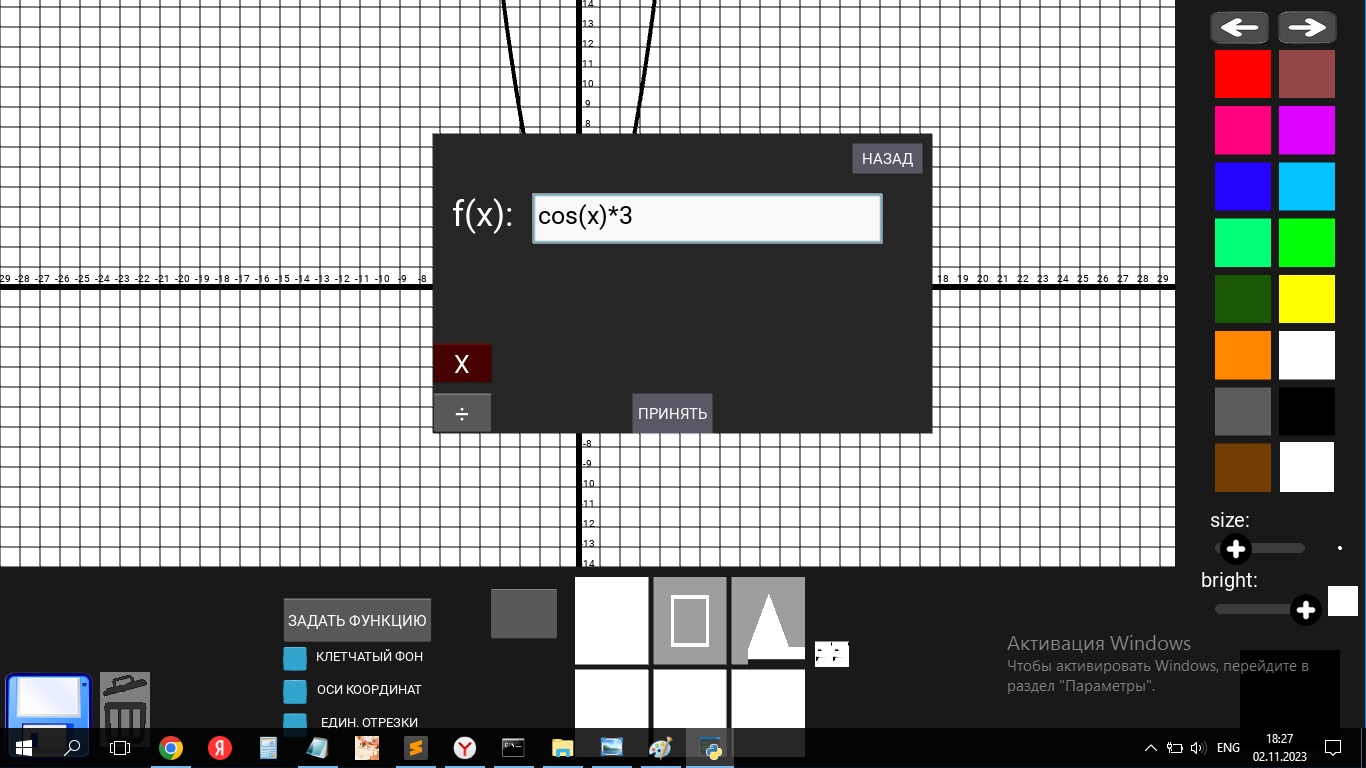 14
13
12
11
10
9
8
НАЗАД
f(x): cos(x)*3
29 -28 -27 -26 -25 -24 -23 -22 -21 -20 -19 -18 -17 -16 -15 -14 -13 -12 -11 -10 -9 -8
18 19 20 21 22 23 24 25 26 27 28 29
X
÷
ПРИНЯТЬ
-8
-9
-10
-11
-12
-13
-14
size:
bright:
ЗАДАТЬ ФУНКЦИЮ
КЛЕТЧАТЫЙ ФОН
ОСИ КООРДИНАТ
ЕДИН. ОТРЕЗКИ
Активация Windows
Чтобы активировать Windows, перейдите в
раздел "Параметры".
ENG
18:27
02.11.2023